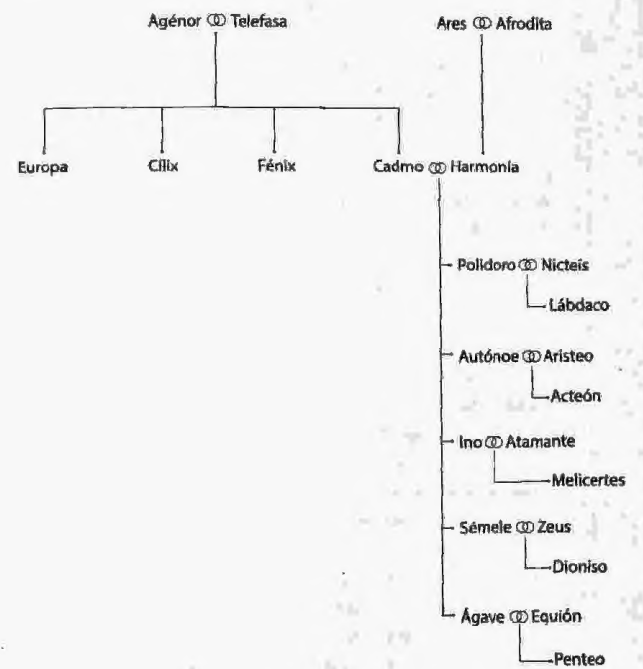 Agénor Telefasa Ares Afrodita
Europa Cílix Fénix Cadmo Harmonía
Polidoro Nicteis
Lábdaco
Autónoe Aristeo
Acteón
Ino Atamante
Melicertes
Sémele Zeus
Dioniso
Ágave Equión
Penteo